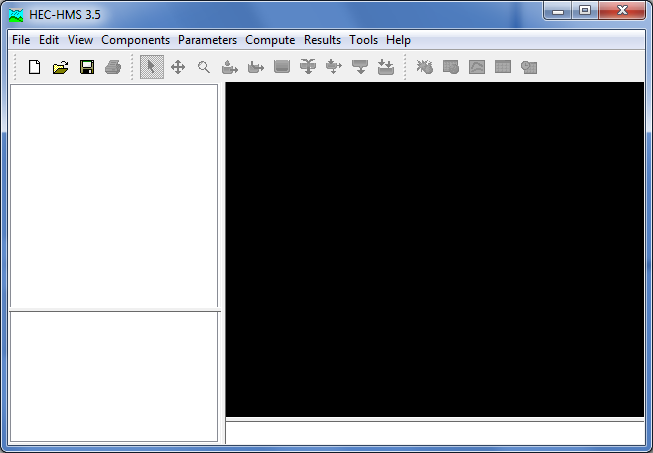 HEC-HMS 3.5
File Edit View Components Parameters Compute Results Tools Help